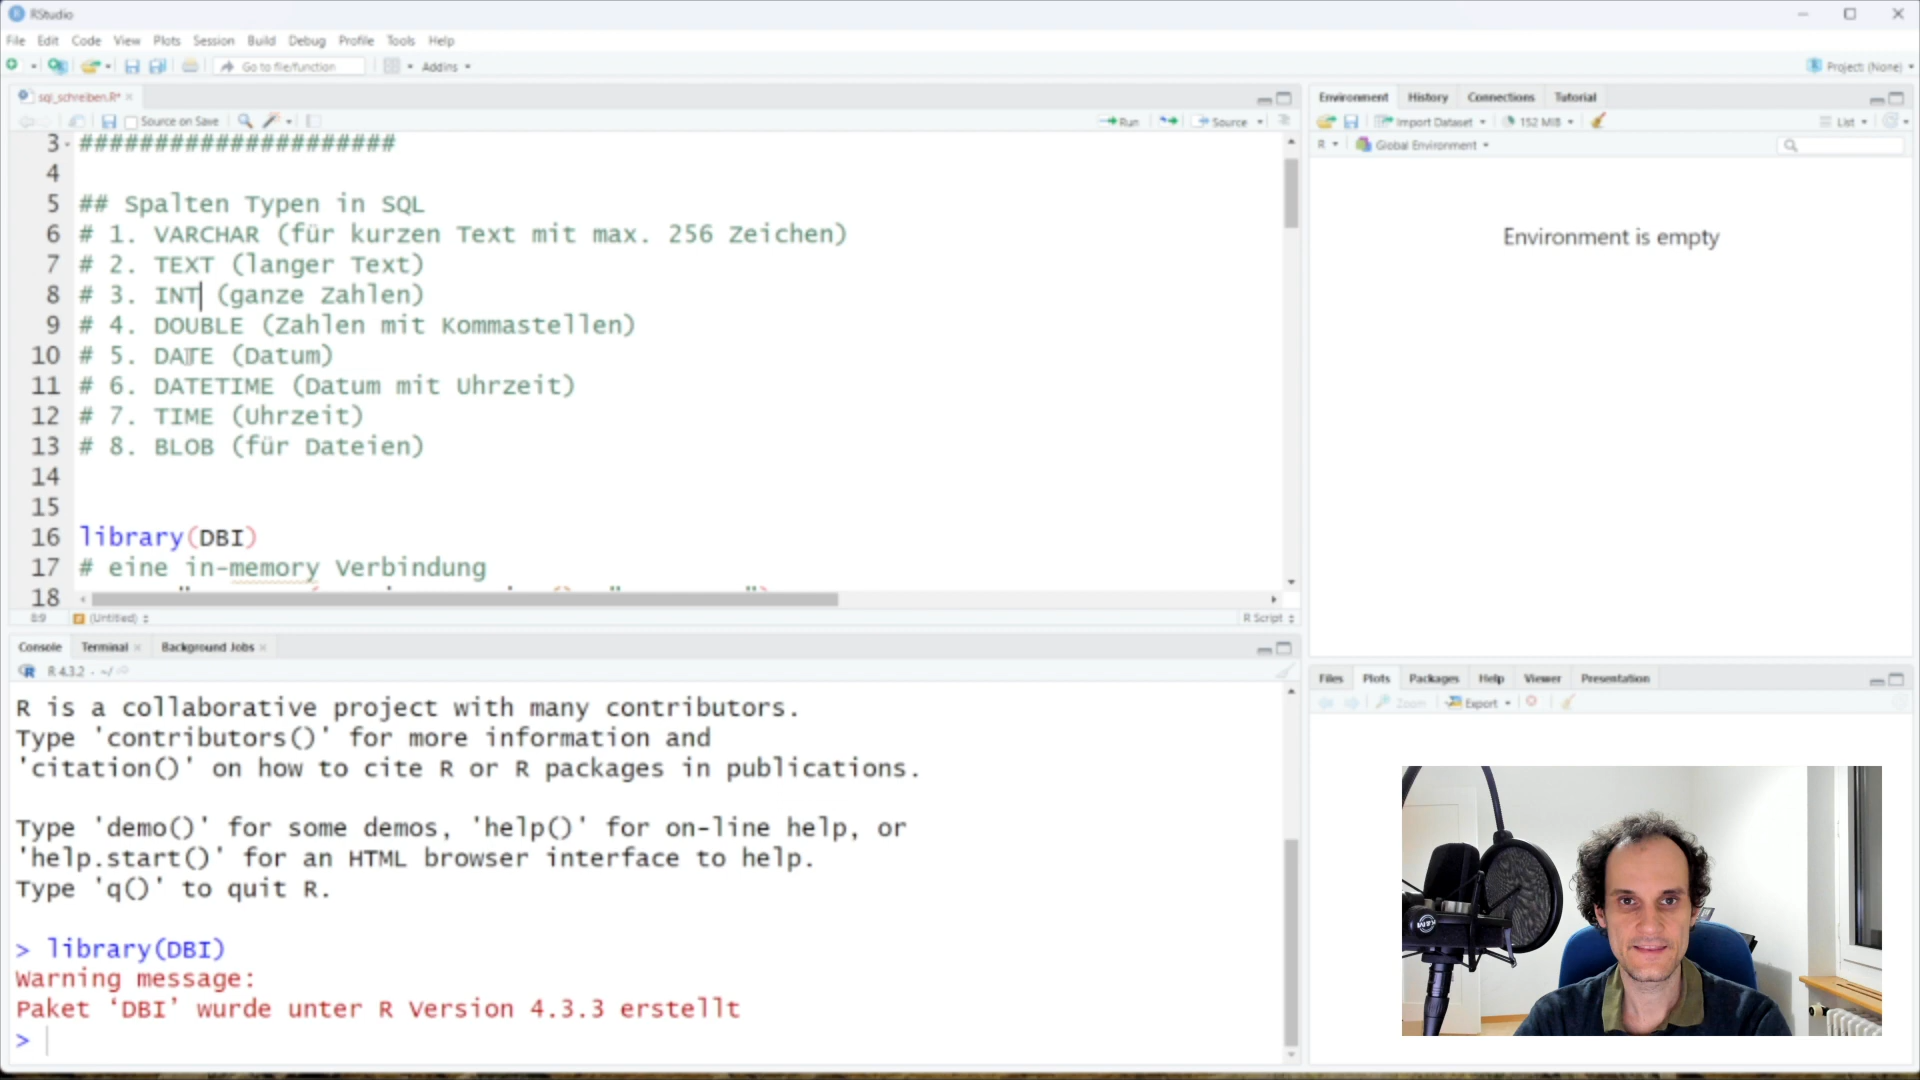 RStudio
File Edit Code View Plots Session Build Debug Profile Tools Help
Go to file/function Addins Project: (None)
sql_schreiben.R*
Source on Save Run Source
3 #####################
4
5 ## Spalten Typen in SQL
6 # 1. VARCHAR (für kurzen Text mit max. 256 Zeichen)
7 # 2. TEXT (langer Text)
8 # 3. INT (ganze Zahlen)
9 # 4. DOUBLE (Zahlen mit Kommastellen)
10 # 5. DATE (Datum)
11 # 6. DATETIME (Datum mit Uhrzeit)
12 # 7. TIME (Uhrzeit)
13 # 8. BLOB (für Dateien)
14
15
16 library(DBI)
17 # eine in-memory Verbindung
18
8:9 (Untitled) R Script
Console Terminal Background Jobs
R 4.3.2 · ~/
R is a collaborative project with many contributors.
Type 'contributors()' for more information and
'citation()' on how to cite R or R packages in publications.
Type 'demo()' for some demos, 'help()' for on-line help, or
'help.start()' for an HTML browser interface to help.
Type 'q()' to quit R.
> library(DBI)
Warning message:
Paket ‘DBI’ wurde unter R Version 4.3.3 erstellt
>
Environment History Connections Tutorial
Import Dataset 152 MiB List
R Global Environment
Environment is empty
Files Plots Packages Help Viewer Presentation
Zoom Export
K&M